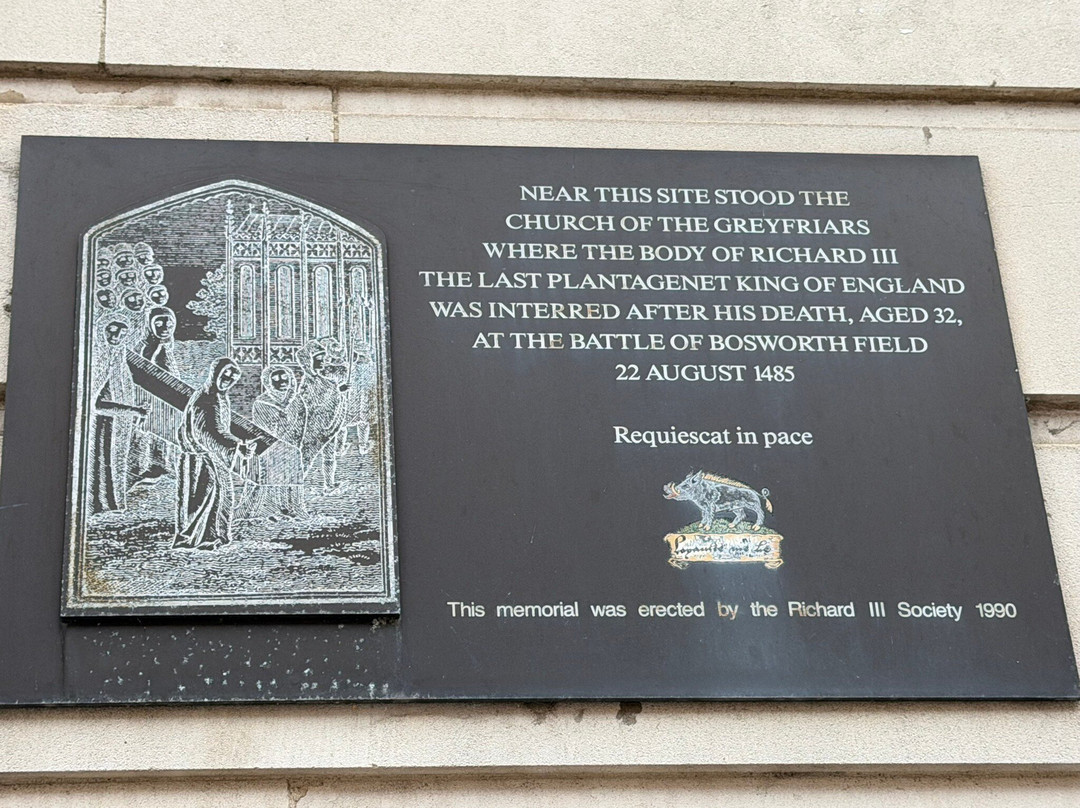 NEAR THIS SITE STOOD THE
CHURCH OF THE GREYFRIARS
WHERE THE BODY OF RICHARD III
THE LAST PLANTAGENET KING OF ENGLAND
WAS INTERRED AFTER HIS DEATH, AGED 32,
AT THE BATTLE OF BOSWORTH FIELD
22 AUGUST 1485
Requiescat in pace
This memorial was erected by the Richard III Society 1990